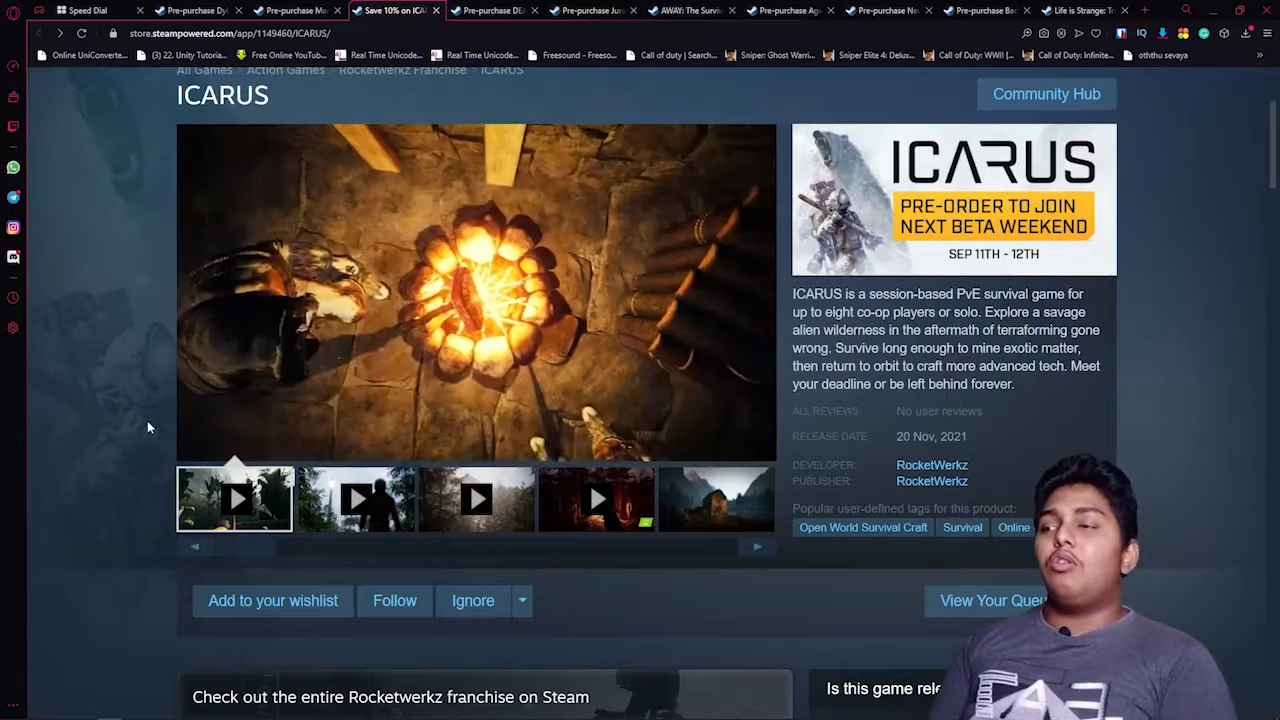 Speed Dial
Pre-purchase Dyi
Pre-purchase Ma
Save 10% on ICA
Pre-purchase DEA
Pre-purchase Jur
AWAY: The Surviv
Pre-purchase Age
Pre-purchase Ne
Pre-purchase Bac
Life is Strange: Tr
store.steampowered.com/app/1149460/ICARUS/
Online UniConverte...
(3) 22. Unity Tutoria...
Free Online YouTub...
Real Time Unicode...
Real Time Unicode...
Freesound - Freeso...
Call of duty | Search...
Sniper: Ghost Warri...
Sniper Elite 4: Delux...
Call of Duty: WWII [...
Call of Duty: Infinite...
oththu sevaya
All Games > Action Games > Rocketwerkz Franchise > ICARUS
ICARUS
Community Hub
ICARUS
PRE-ORDER TO JOIN
NEXT BETA WEEKEND
SEP 11TH - 12TH
ICARUS is a session-based PvE survival game for
up to eight co-op players or solo. Explore a savage
alien wilderness in the aftermath of terraforming gone
wrong. Survive long enough to mine exotic matter,
then return to orbit to craft more advanced tech. Meet
your deadline or be left behind forever.
ALL REVIEWS: No user reviews
RELEASE DATE: 20 Nov, 2021
DEVELOPER: RocketWerkz
PUBLISHER: RocketWerkz
Popular user-defined tags for this product:
Open World Survival Craft Survival Online
Add to your wishlist
Follow
Ignore
View Your Queu
Check out the entire Rocketwerkz franchise on Steam
Is this game rele